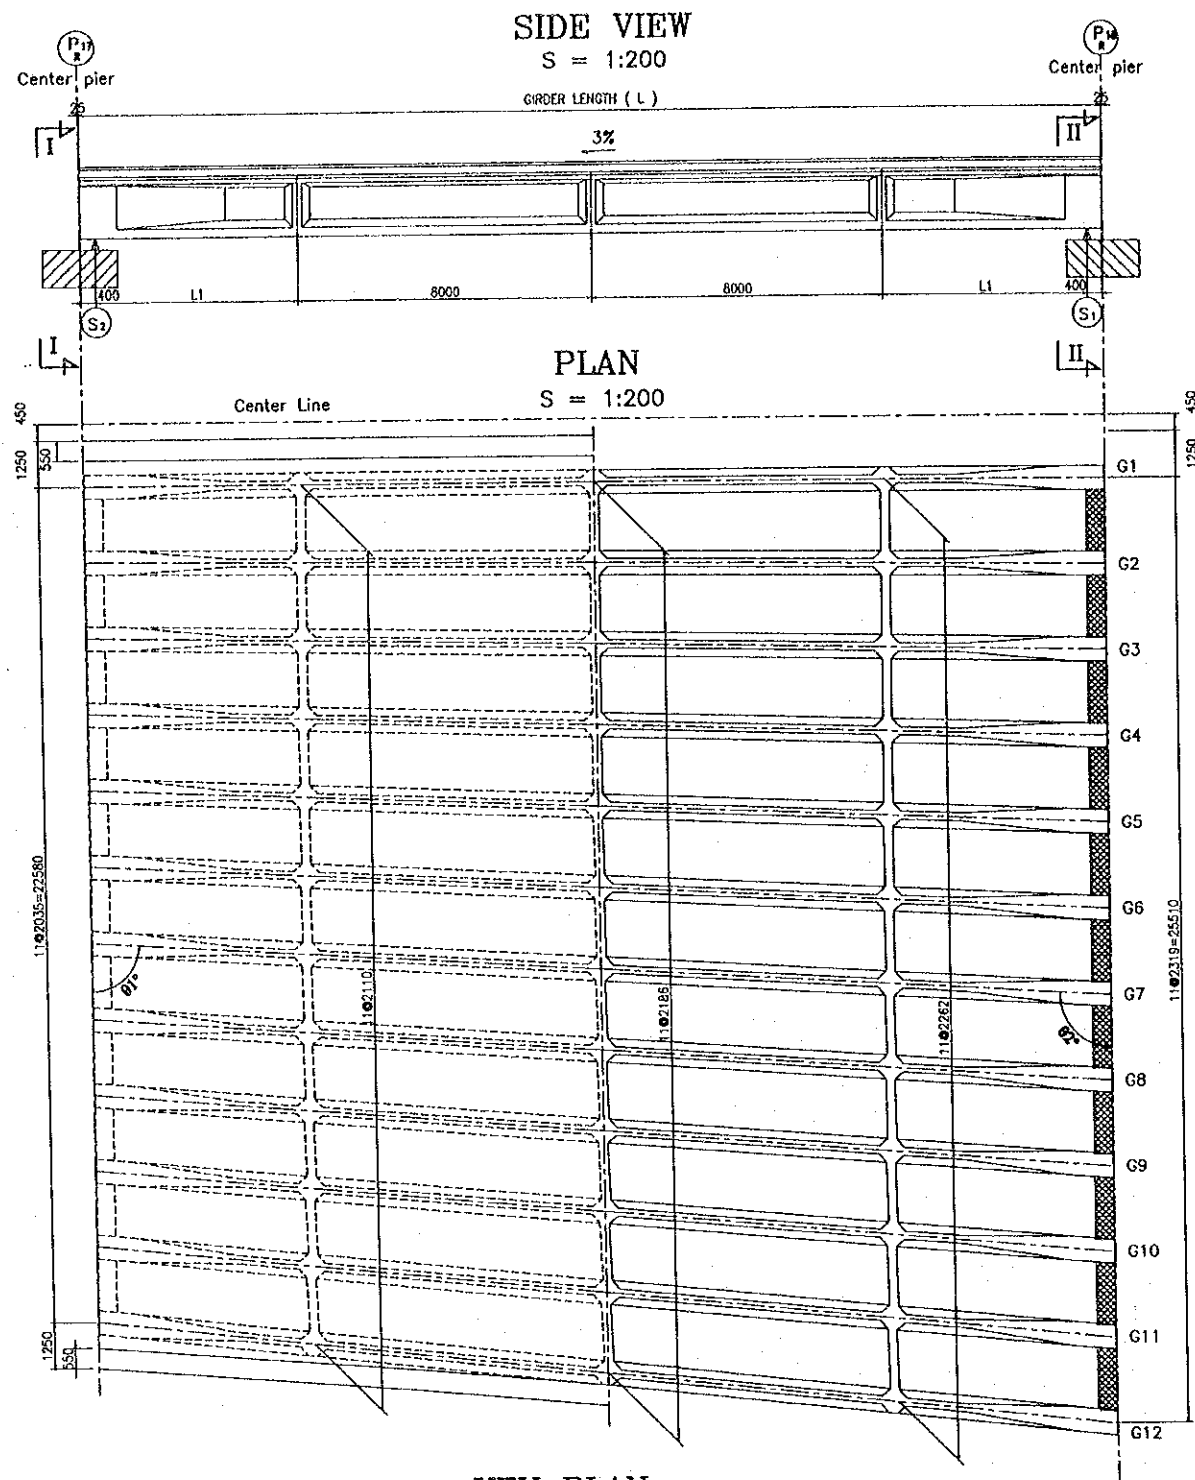 SIDE VIEW
S = 1:200
P17
R
Center pier
P18
R
Center pier
GIRDER LENGTH ( L )
25
25
I
II
3%
400
L1
8000
8000
L1
400
S2
S1
I
II
PLAN
S = 1:200
Center Line
450
1250
550
450
1250
G1
G2
G3
G4
G5
G6
G7
G8
G9
G10
G11
G12
11@2035=22580
θ1°
11@2110
11@2186
11@2262
θ2°
11@2319=25510
1250
550